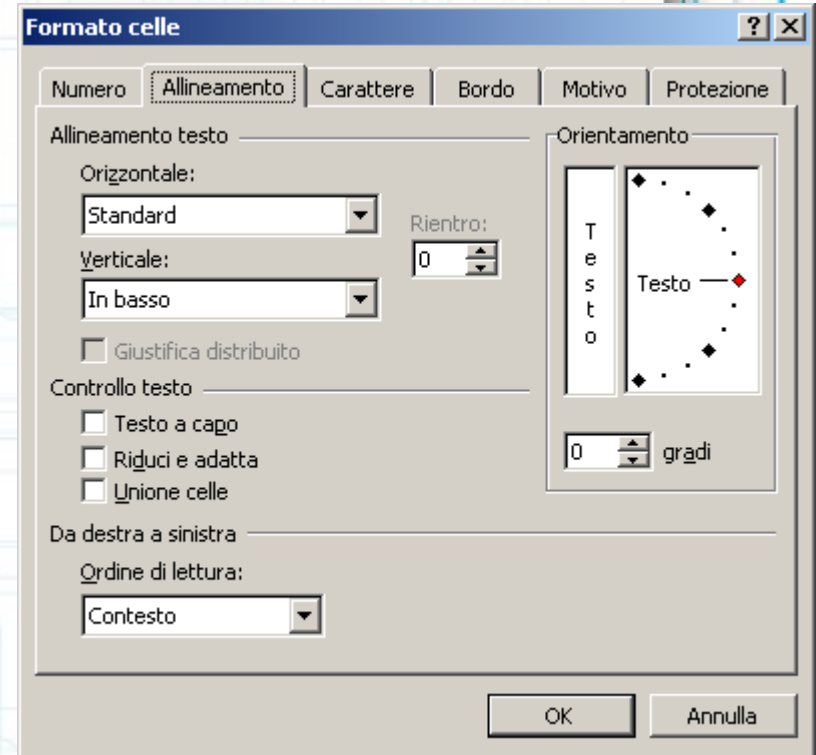 Formato celle
Numero Allineamento Carattere Bordo Motivo Protezione
Allineamento testo
Orizzontale:
Standard
Rientro:
0
Verticale:
In basso
Giustifica distribuito
Controllo testo
Testo a capo
Riduci e adatta
Unione celle
Da destra a sinistra
Ordine di lettura:
Contesto
Orientamento
T
e
s
t
o
Testo
0 gradi
OK Annulla